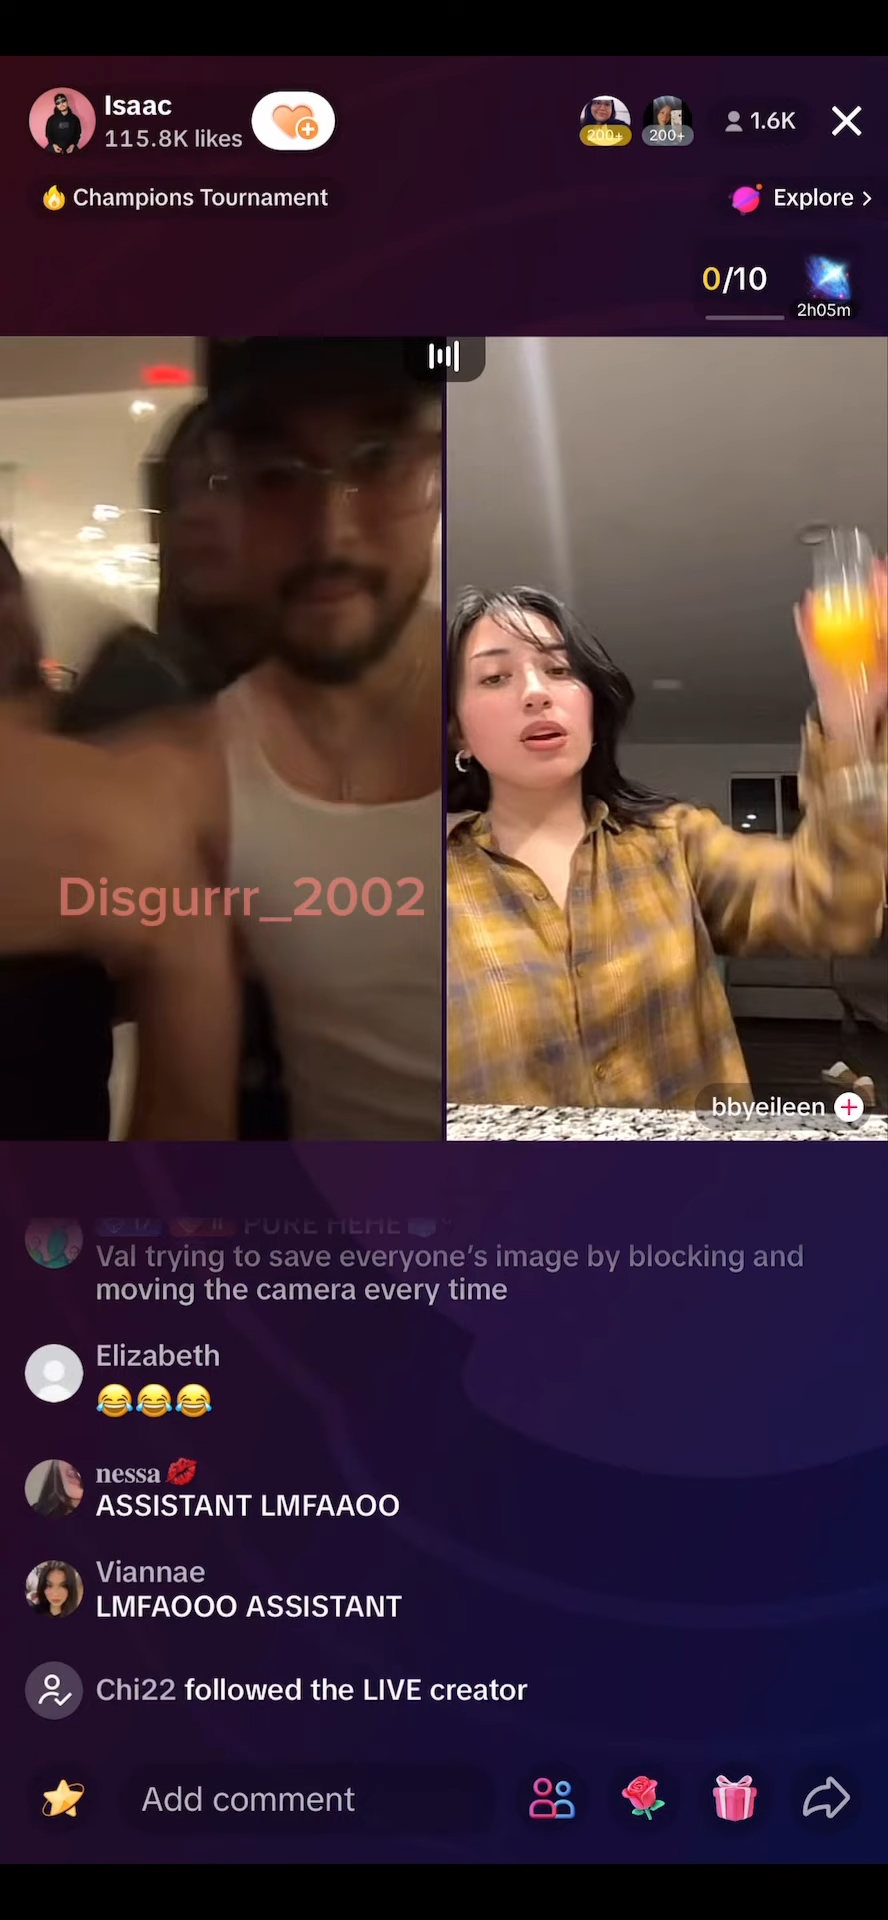 Isaac
115.8K likes
200+
200+
1.6K
🔥 Champions Tournament
Explore >
0/10
2h05m
Disgurrr_2002
bbyeileen
PURE HEHE
Val trying to save everyone’s image by blocking and
moving the camera every time
Elizabeth
😂😂😂
nessa💋
ASSISTANT LMFAAOO
Viannae
LMFAOOO ASSISTANT
Chi22 followed the LIVE creator
Add comment